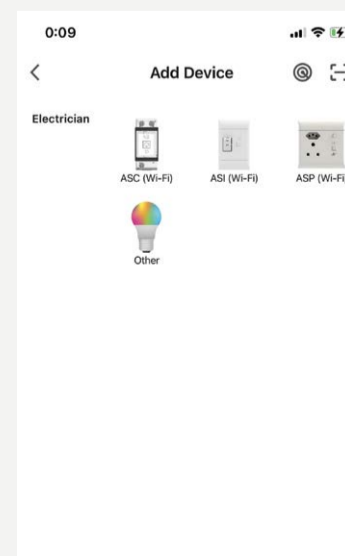 0:09
Add Device
Electrician
ASC (Wi-Fi)
ASI (Wi-Fi)
ASP (Wi-Fi
Other